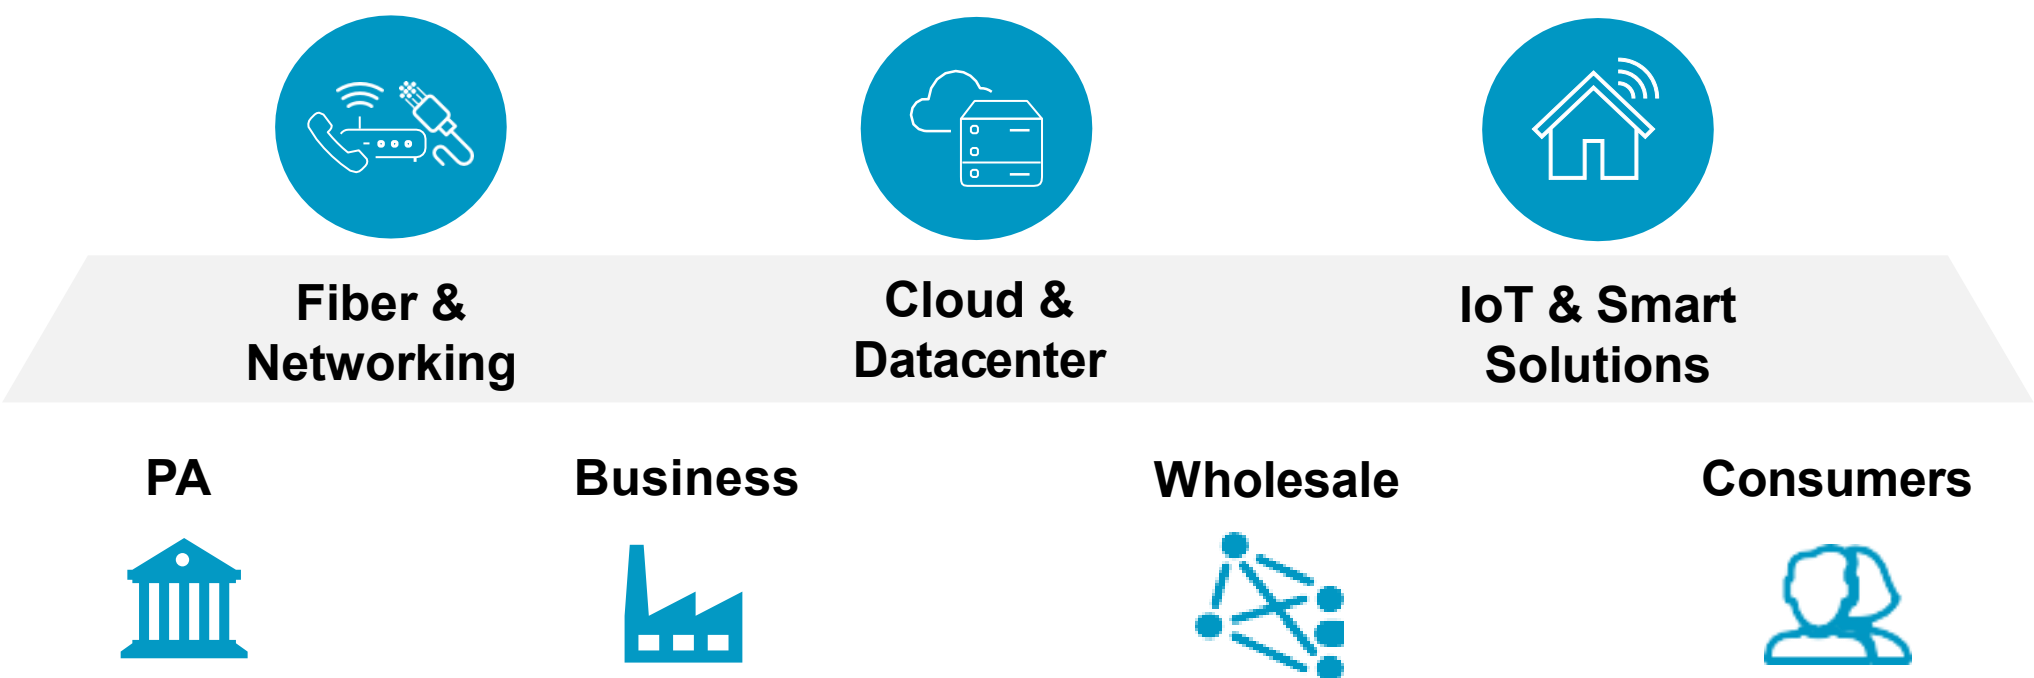 Fiber &
Networking
Cloud &
Datacenter
IoT & Smart
Solutions
PA
Business
Wholesale
Consumers